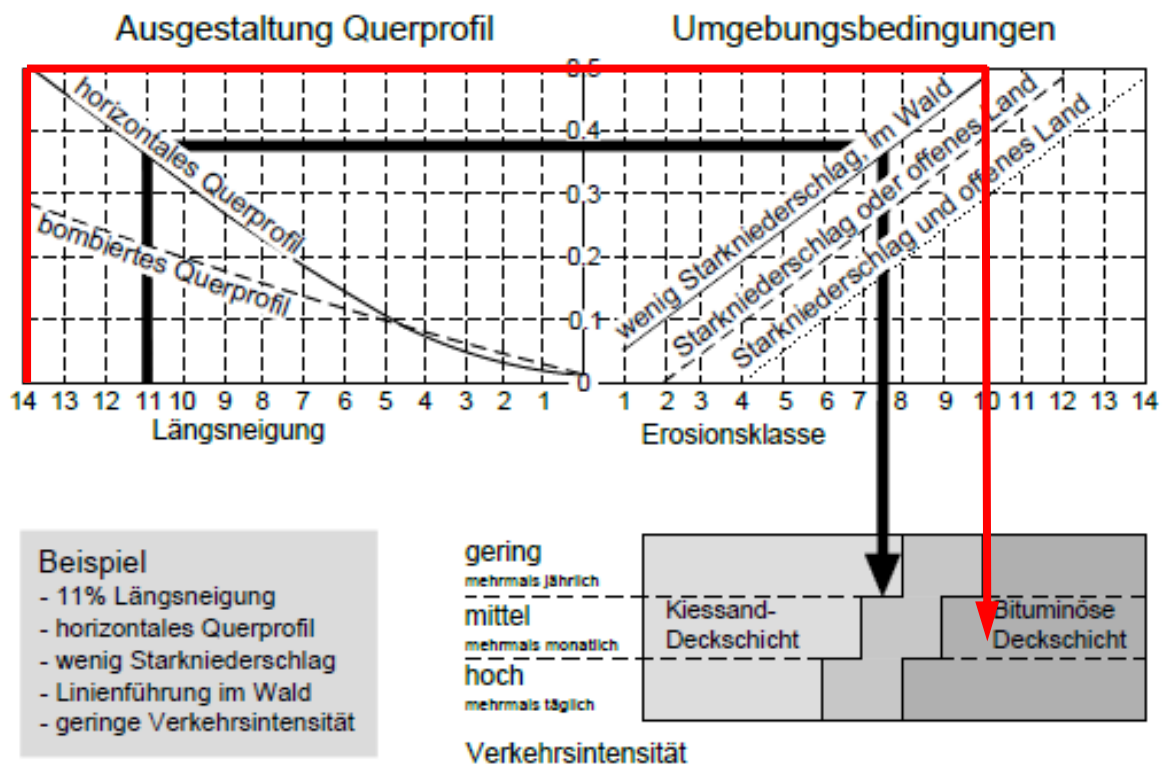 Ausgestaltung Querprofil
Umgebungsbedingungen
horizontales Querprofil
bombiertes Querprofil
0.5
0.4
0.3
0.2
0.1
0
wenig Starkniederschlag, im Wald
Starkniederschlag oder offenes Land
Starkniederschlag und offenes Land
14 13 12 11 10 9 8 7 6 5 4 3 2 1
1 2 3 4 5 6 7 8 9 10 11 12 13 14
Längsneigung
Erosionsklasse
Beispiel
- 11% Längsneigung
- horizontales Querprofil
- wenig Starkniederschlag
- Linienführung im Wald
- geringe Verkehrsintensität
gering
mehrmals jährlich
mittel
mehrmals monatlich
hoch
mehrmals täglich
Kiessand-
Deckschicht
Bituminöse
Deckschicht
Verkehrsintensität